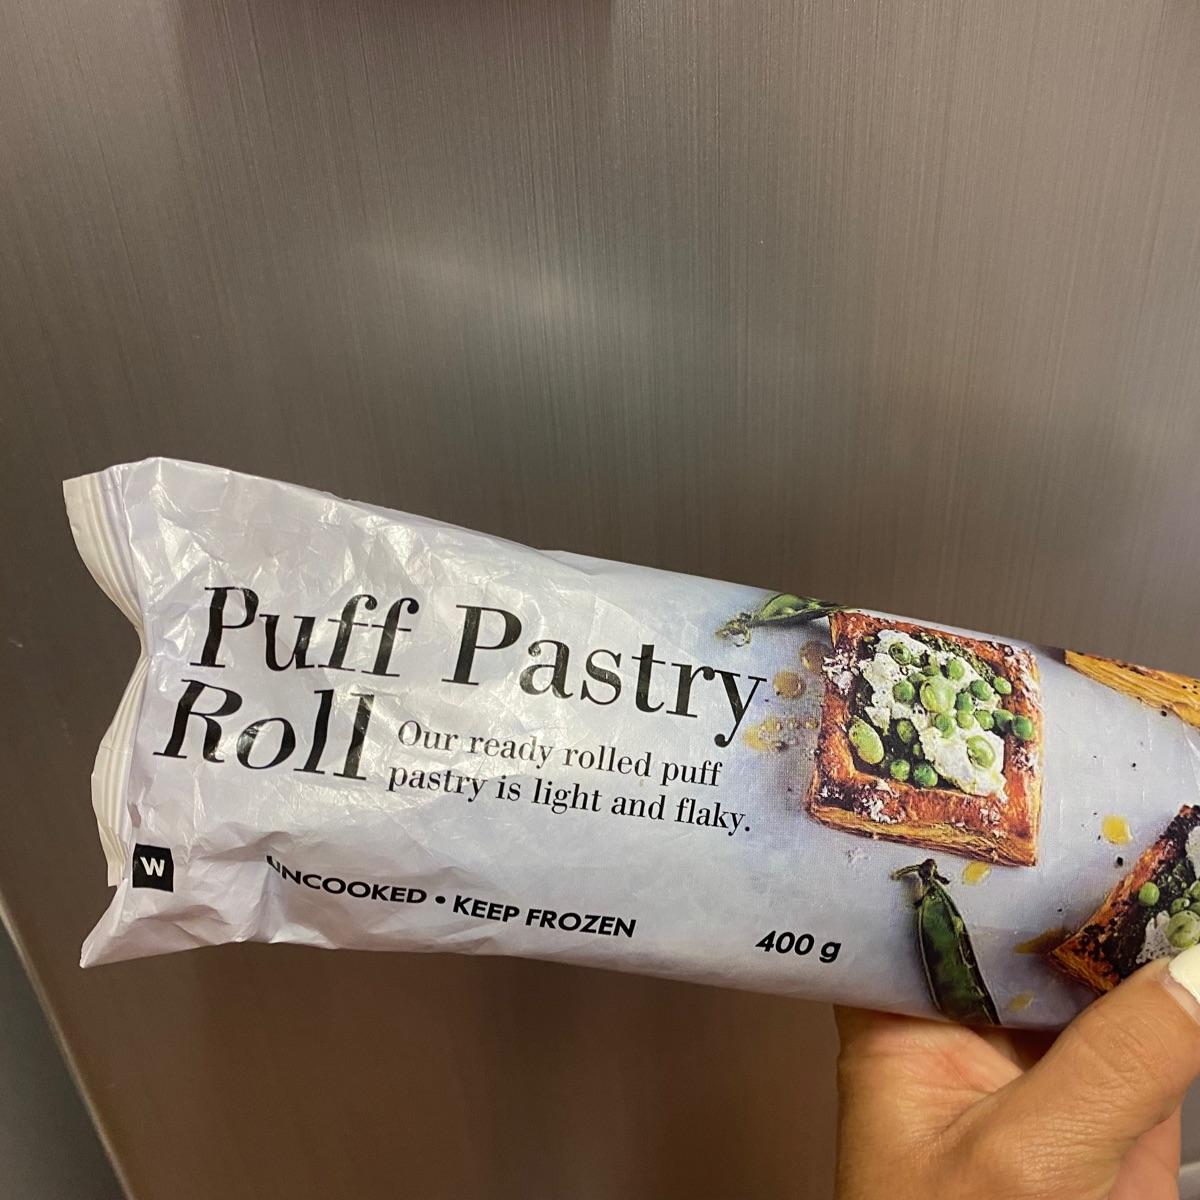 Puff Pastry
Roll
Our ready rolled puff
pastry is light and flaky.
W
UNCOOKED • KEEP FROZEN
400 g